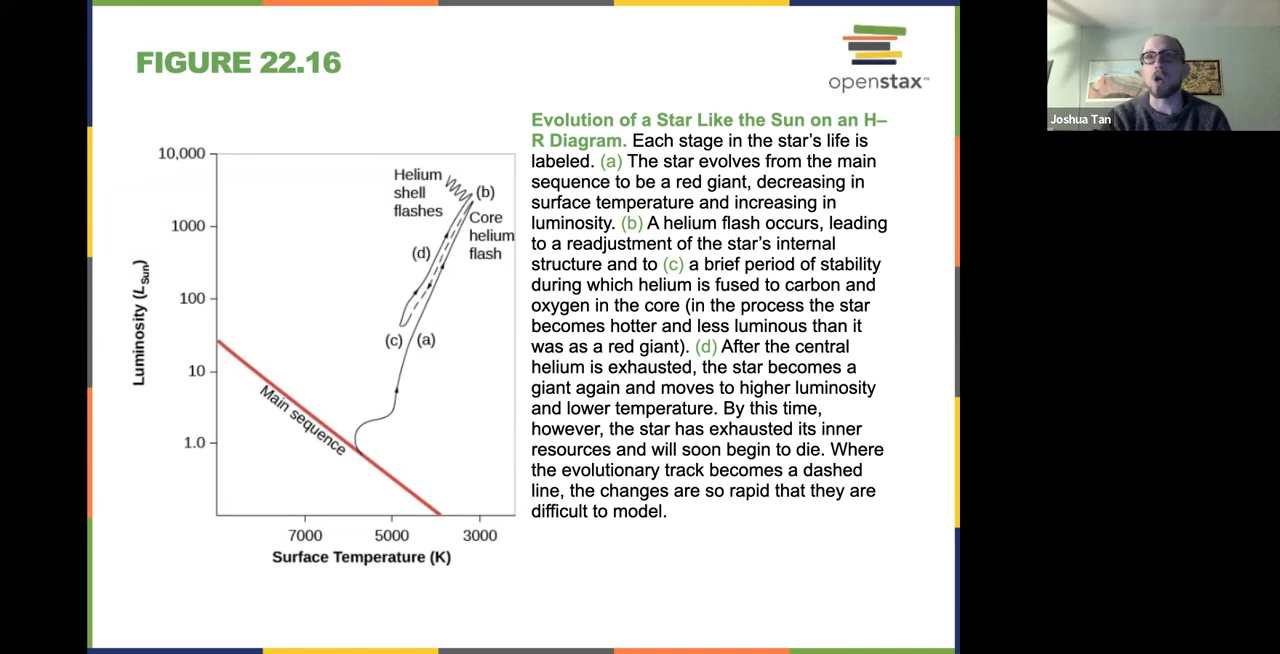 FIGURE 22.16
openstax™
Joshua Tan
Evolution of a Star Like the Sun on an H–
R Diagram. Each stage in the star’s life is
labeled. (a) The star evolves from the main
sequence to be a red giant, decreasing in
surface temperature and increasing in
luminosity. (b) A helium flash occurs, leading
to a readjustment of the star’s internal
structure and to (c) a brief period of stability
during which helium is fused to carbon and
oxygen in the core (in the process the star
becomes hotter and less luminous than it
was as a red giant). (d) After the central
helium is exhausted, the star becomes a
giant again and moves to higher luminosity
and lower temperature. By this time,
however, the star has exhausted its inner
resources and will soon begin to die. Where
the evolutionary track becomes a dashed
line, the changes are so rapid that they are
difficult to model.
10,000
1000
100
10
1.0
Luminosity (LSun)
Helium
shell
flashes
(b)
Core
helium
flash
(d)
(c)
(a)
Main sequence
7000
5000
3000
Surface Temperature (K)